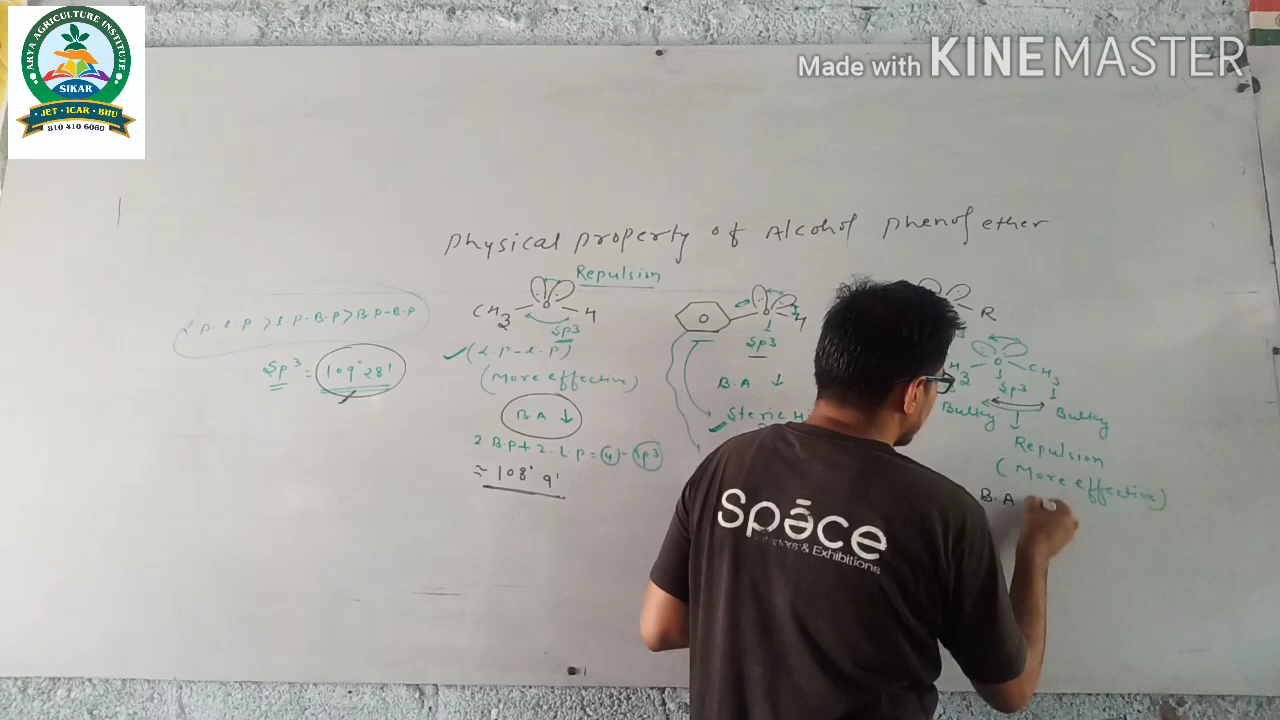 ARYA AGRICULTURE INSTITUTE
SIKAR
· JET · ICAR · BHU ·
810 410 6060
Made with KINEMASTER
Physical property of Alcohol phenol ether
L.P-L.P > L.P-B.P > B.P-B.P
Sp3 = 109° 28'
Repulsion
CH3 O H
Sp3
(L.P-L.P)
(More effective)
B.A ↓
2 B.P + 2 L.P = 4 - Sp3
≈ 108° 9'
O O H
Sp3
B.A ↓
Steric H
R
O CH3
Sp3
Bulky Bulky
Repulsion
(More effective)
B.A
Spāce
& Exhibitions